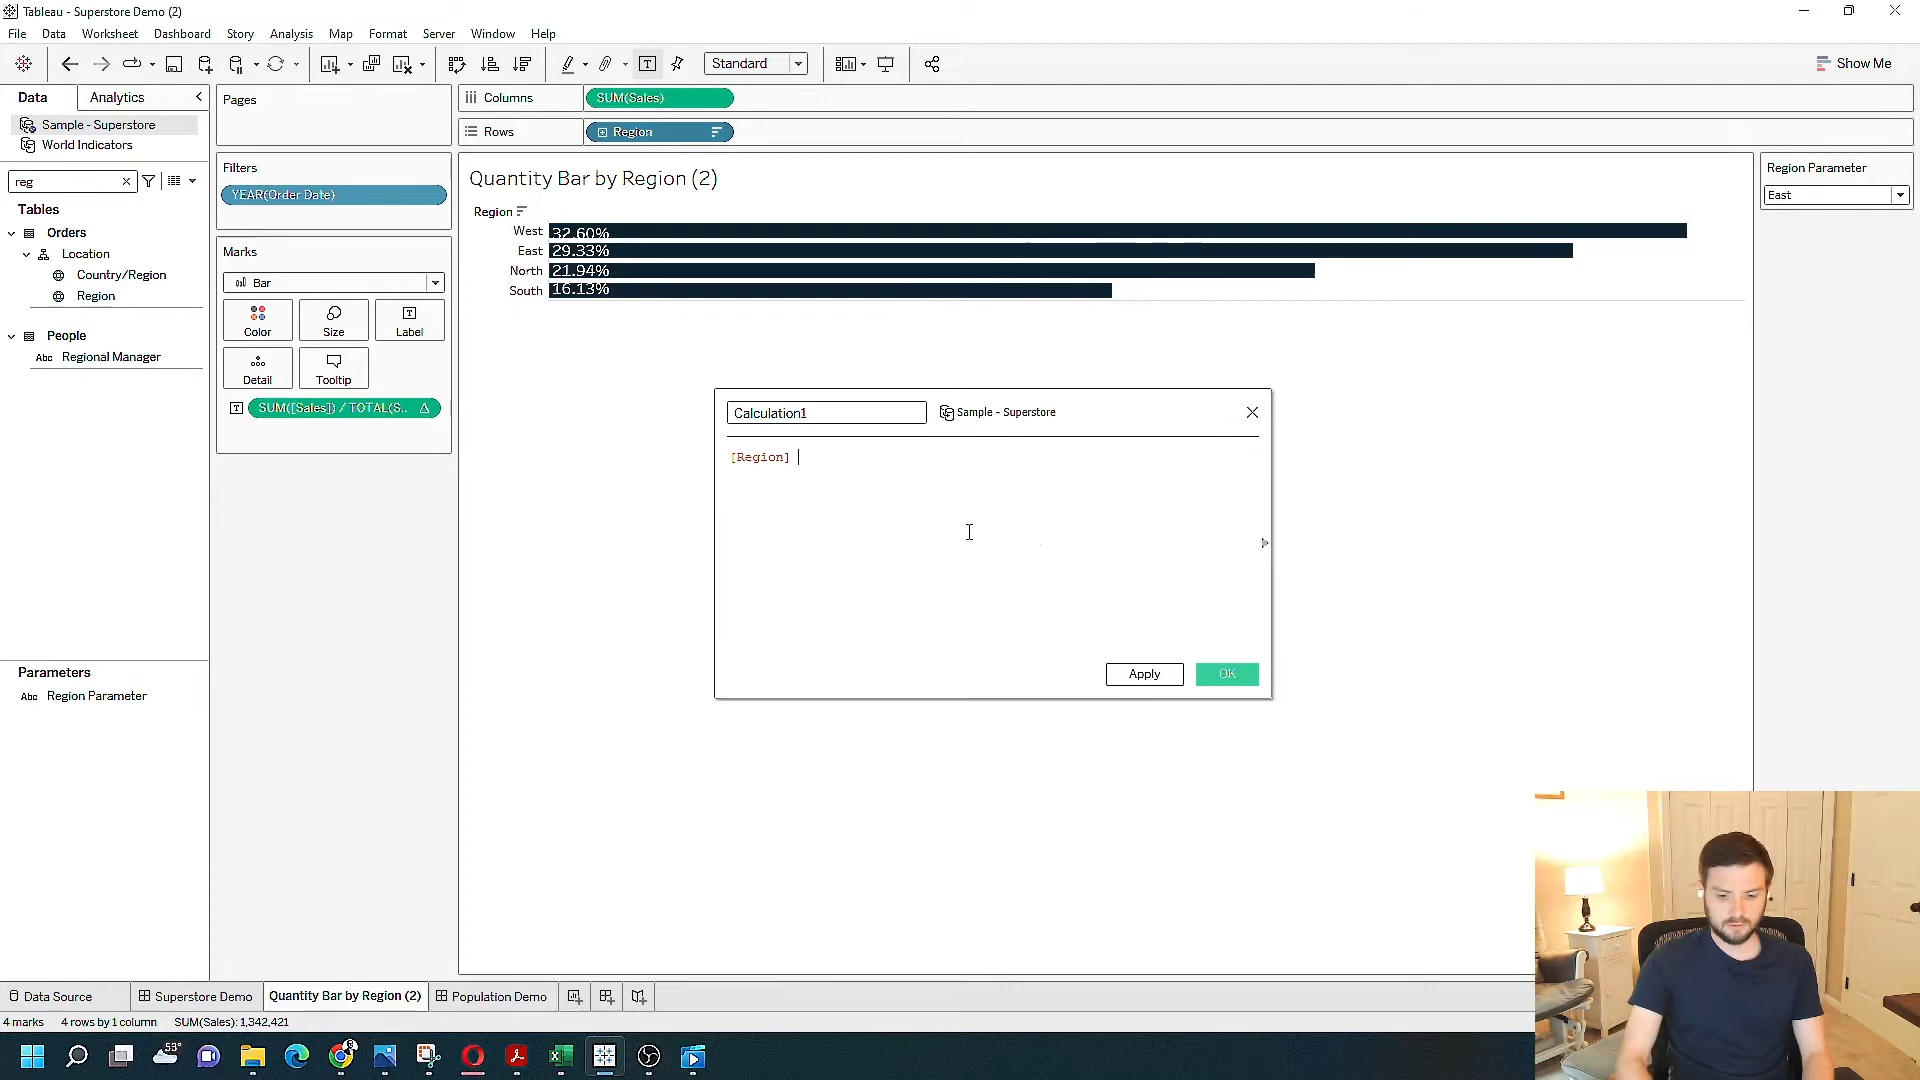 Tableau - Superstore Demo (2)
File Data Worksheet Dashboard Story Analysis Map Format Server Window Help
Standard
Show Me
Data Analytics
Sample - Superstore
World Indicators
reg
Tables
Orders
Location
Country/Region
Region
People
Abc Regional Manager
Parameters
Abc Region Parameter
Pages
Filters
YEAR(Order Date)
Marks
Bar
Color Size Label
Detail Tooltip
SUM([Sales]) / TOTAL(S..
Columns SUM(Sales)
Rows Region
Quantity Bar by Region (2)
Region
West 32.60%
East 29.33%
North 21.94%
South 16.13%
Region Parameter
East
Calculation1 Sample - Superstore
[Region]
Apply OK
Data Source Superstore Demo Quantity Bar by Region (2) Population Demo
4 marks 4 rows by 1 column SUM(Sales): 1,342,421
53°